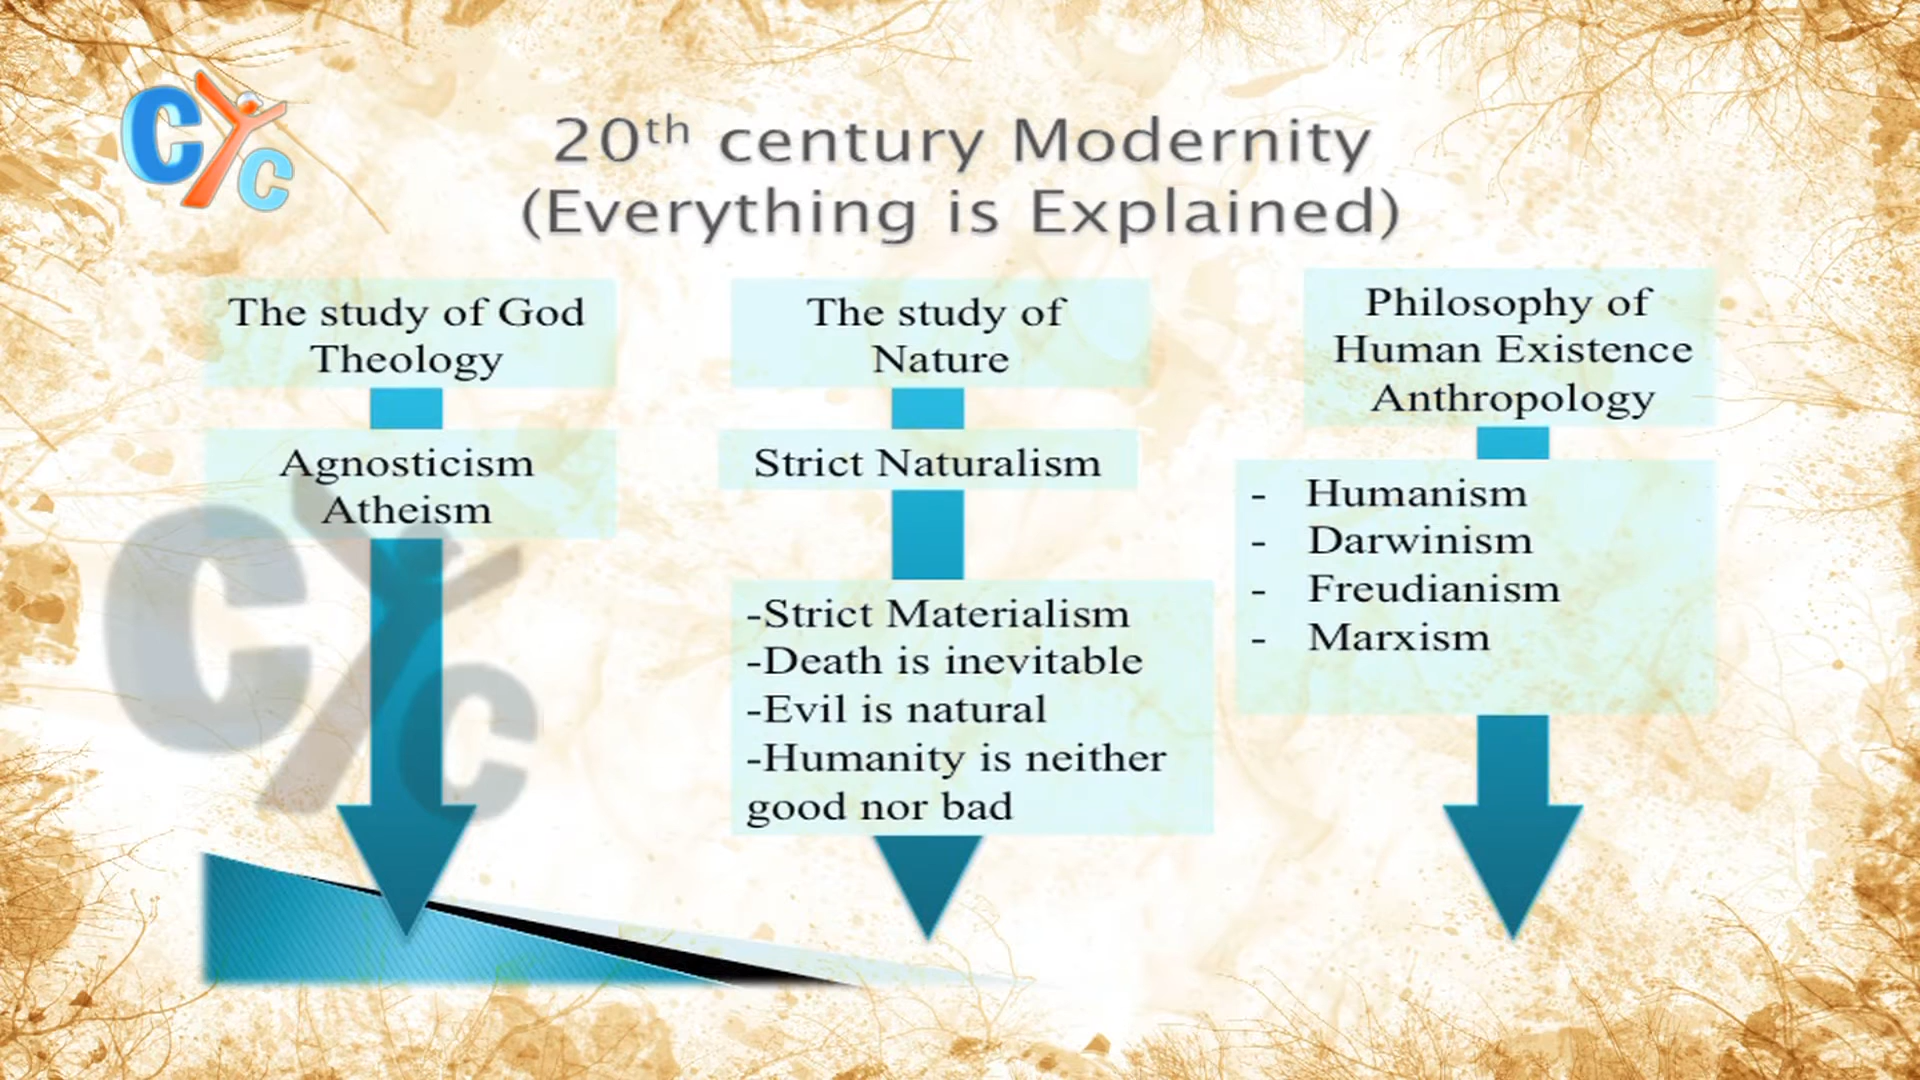 CYC
20th century Modernity
(Everything is Explained)
The study of God
Theology
Agnosticism
Atheism
The study of
Nature
Strict Naturalism
-Strict Materialism
-Death is inevitable
-Evil is natural
-Humanity is neither
good nor bad
Philosophy of
Human Existence
Anthropology
- Humanism
- Darwinism
- Freudianism
- Marxism
CYC